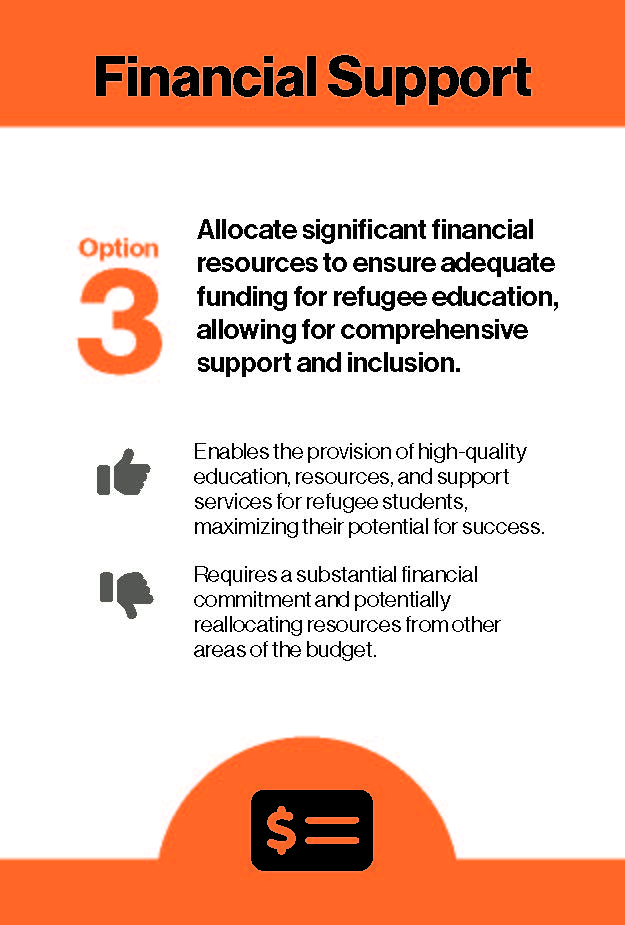 Financial Support
Option
3
Allocate significant financial
resources to ensure adequate
funding for refugee education,
allowing for comprehensive
support and inclusion.
Enables the provision of high-quality
education, resources, and support
services for refugee students,
maximizing their potential for success.
Requires a substantial financial
commitment and potentially
reallocating resources from other
areas of the budget.
$